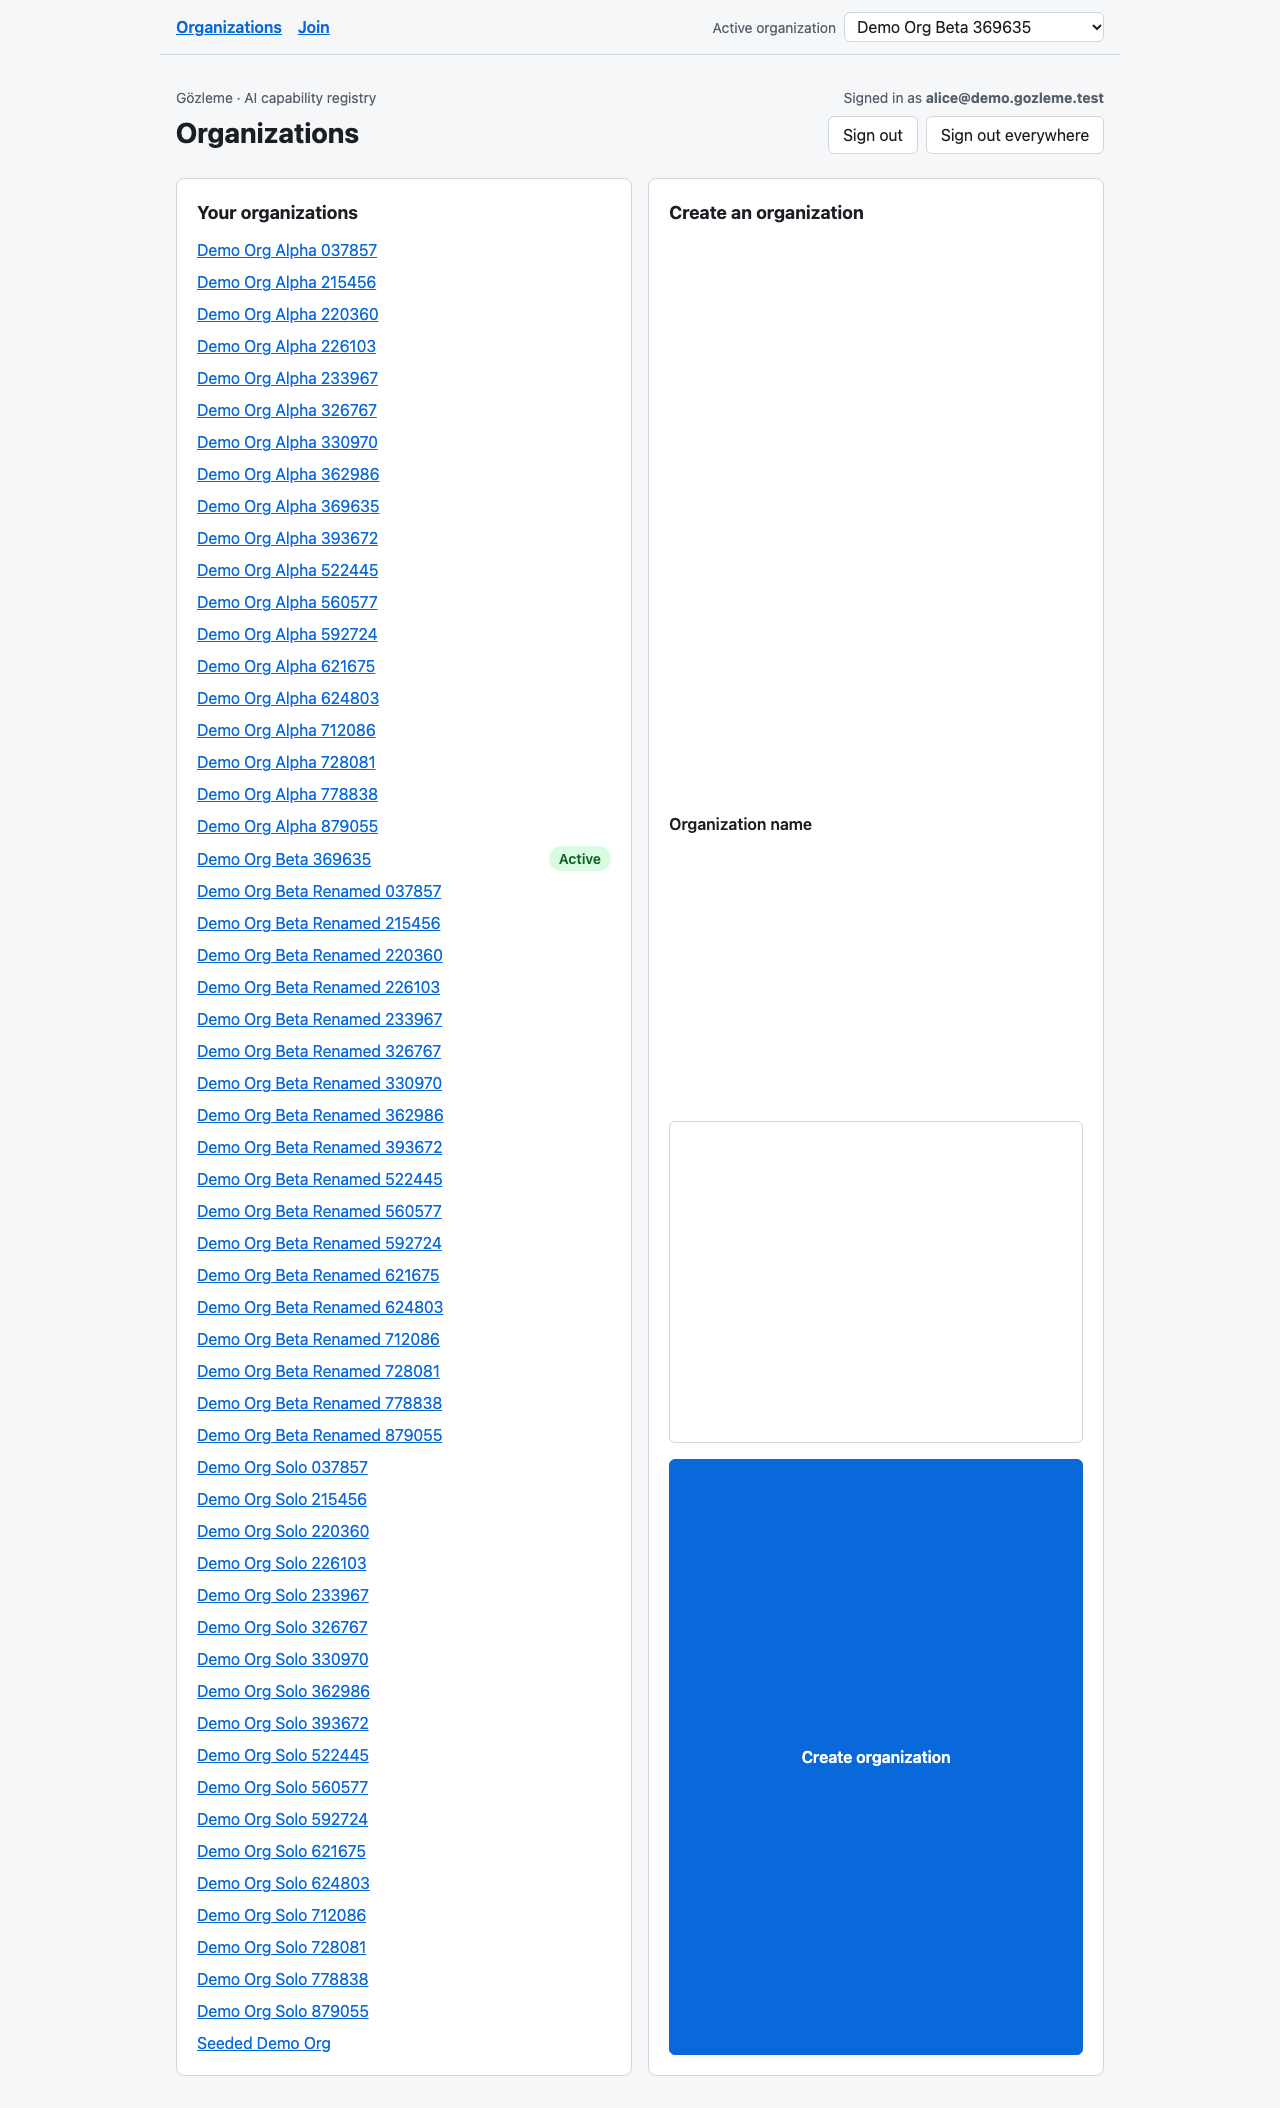 Organizations Join Active organization Demo Org Beta 369635
Gözleme · AI capability registry
Signed in as alice@demo.gozleme.test
Organizations
Sign out Sign out everywhere
Your organizations
Demo Org Alpha 037857
Demo Org Alpha 215456
Demo Org Alpha 220360
Demo Org Alpha 226103
Demo Org Alpha 233967
Demo Org Alpha 326767
Demo Org Alpha 330970
Demo Org Alpha 362986
Demo Org Alpha 369635
Demo Org Alpha 393672
Demo Org Alpha 522445
Demo Org Alpha 560577
Demo Org Alpha 592724
Demo Org Alpha 621675
Demo Org Alpha 624803
Demo Org Alpha 712086
Demo Org Alpha 728081
Demo Org Alpha 778838
Demo Org Alpha 879055
Demo Org Beta 369635 Active
Demo Org Beta Renamed 037857
Demo Org Beta Renamed 215456
Demo Org Beta Renamed 220360
Demo Org Beta Renamed 226103
Demo Org Beta Renamed 233967
Demo Org Beta Renamed 326767
Demo Org Beta Renamed 330970
Demo Org Beta Renamed 362986
Demo Org Beta Renamed 393672
Demo Org Beta Renamed 522445
Demo Org Beta Renamed 560577
Demo Org Beta Renamed 592724
Demo Org Beta Renamed 621675
Demo Org Beta Renamed 624803
Demo Org Beta Renamed 712086
Demo Org Beta Renamed 728081
Demo Org Beta Renamed 778838
Demo Org Beta Renamed 879055
Demo Org Solo 037857
Demo Org Solo 215456
Demo Org Solo 220360
Demo Org Solo 226103
Demo Org Solo 233967
Demo Org Solo 326767
Demo Org Solo 330970
Demo Org Solo 362986
Demo Org Solo 393672
Demo Org Solo 522445
Demo Org Solo 560577
Demo Org Solo 592724
Demo Org Solo 621675
Demo Org Solo 624803
Demo Org Solo 712086
Demo Org Solo 728081
Demo Org Solo 778838
Demo Org Solo 879055
Seeded Demo Org
Create an organization
Organization name
Create organization